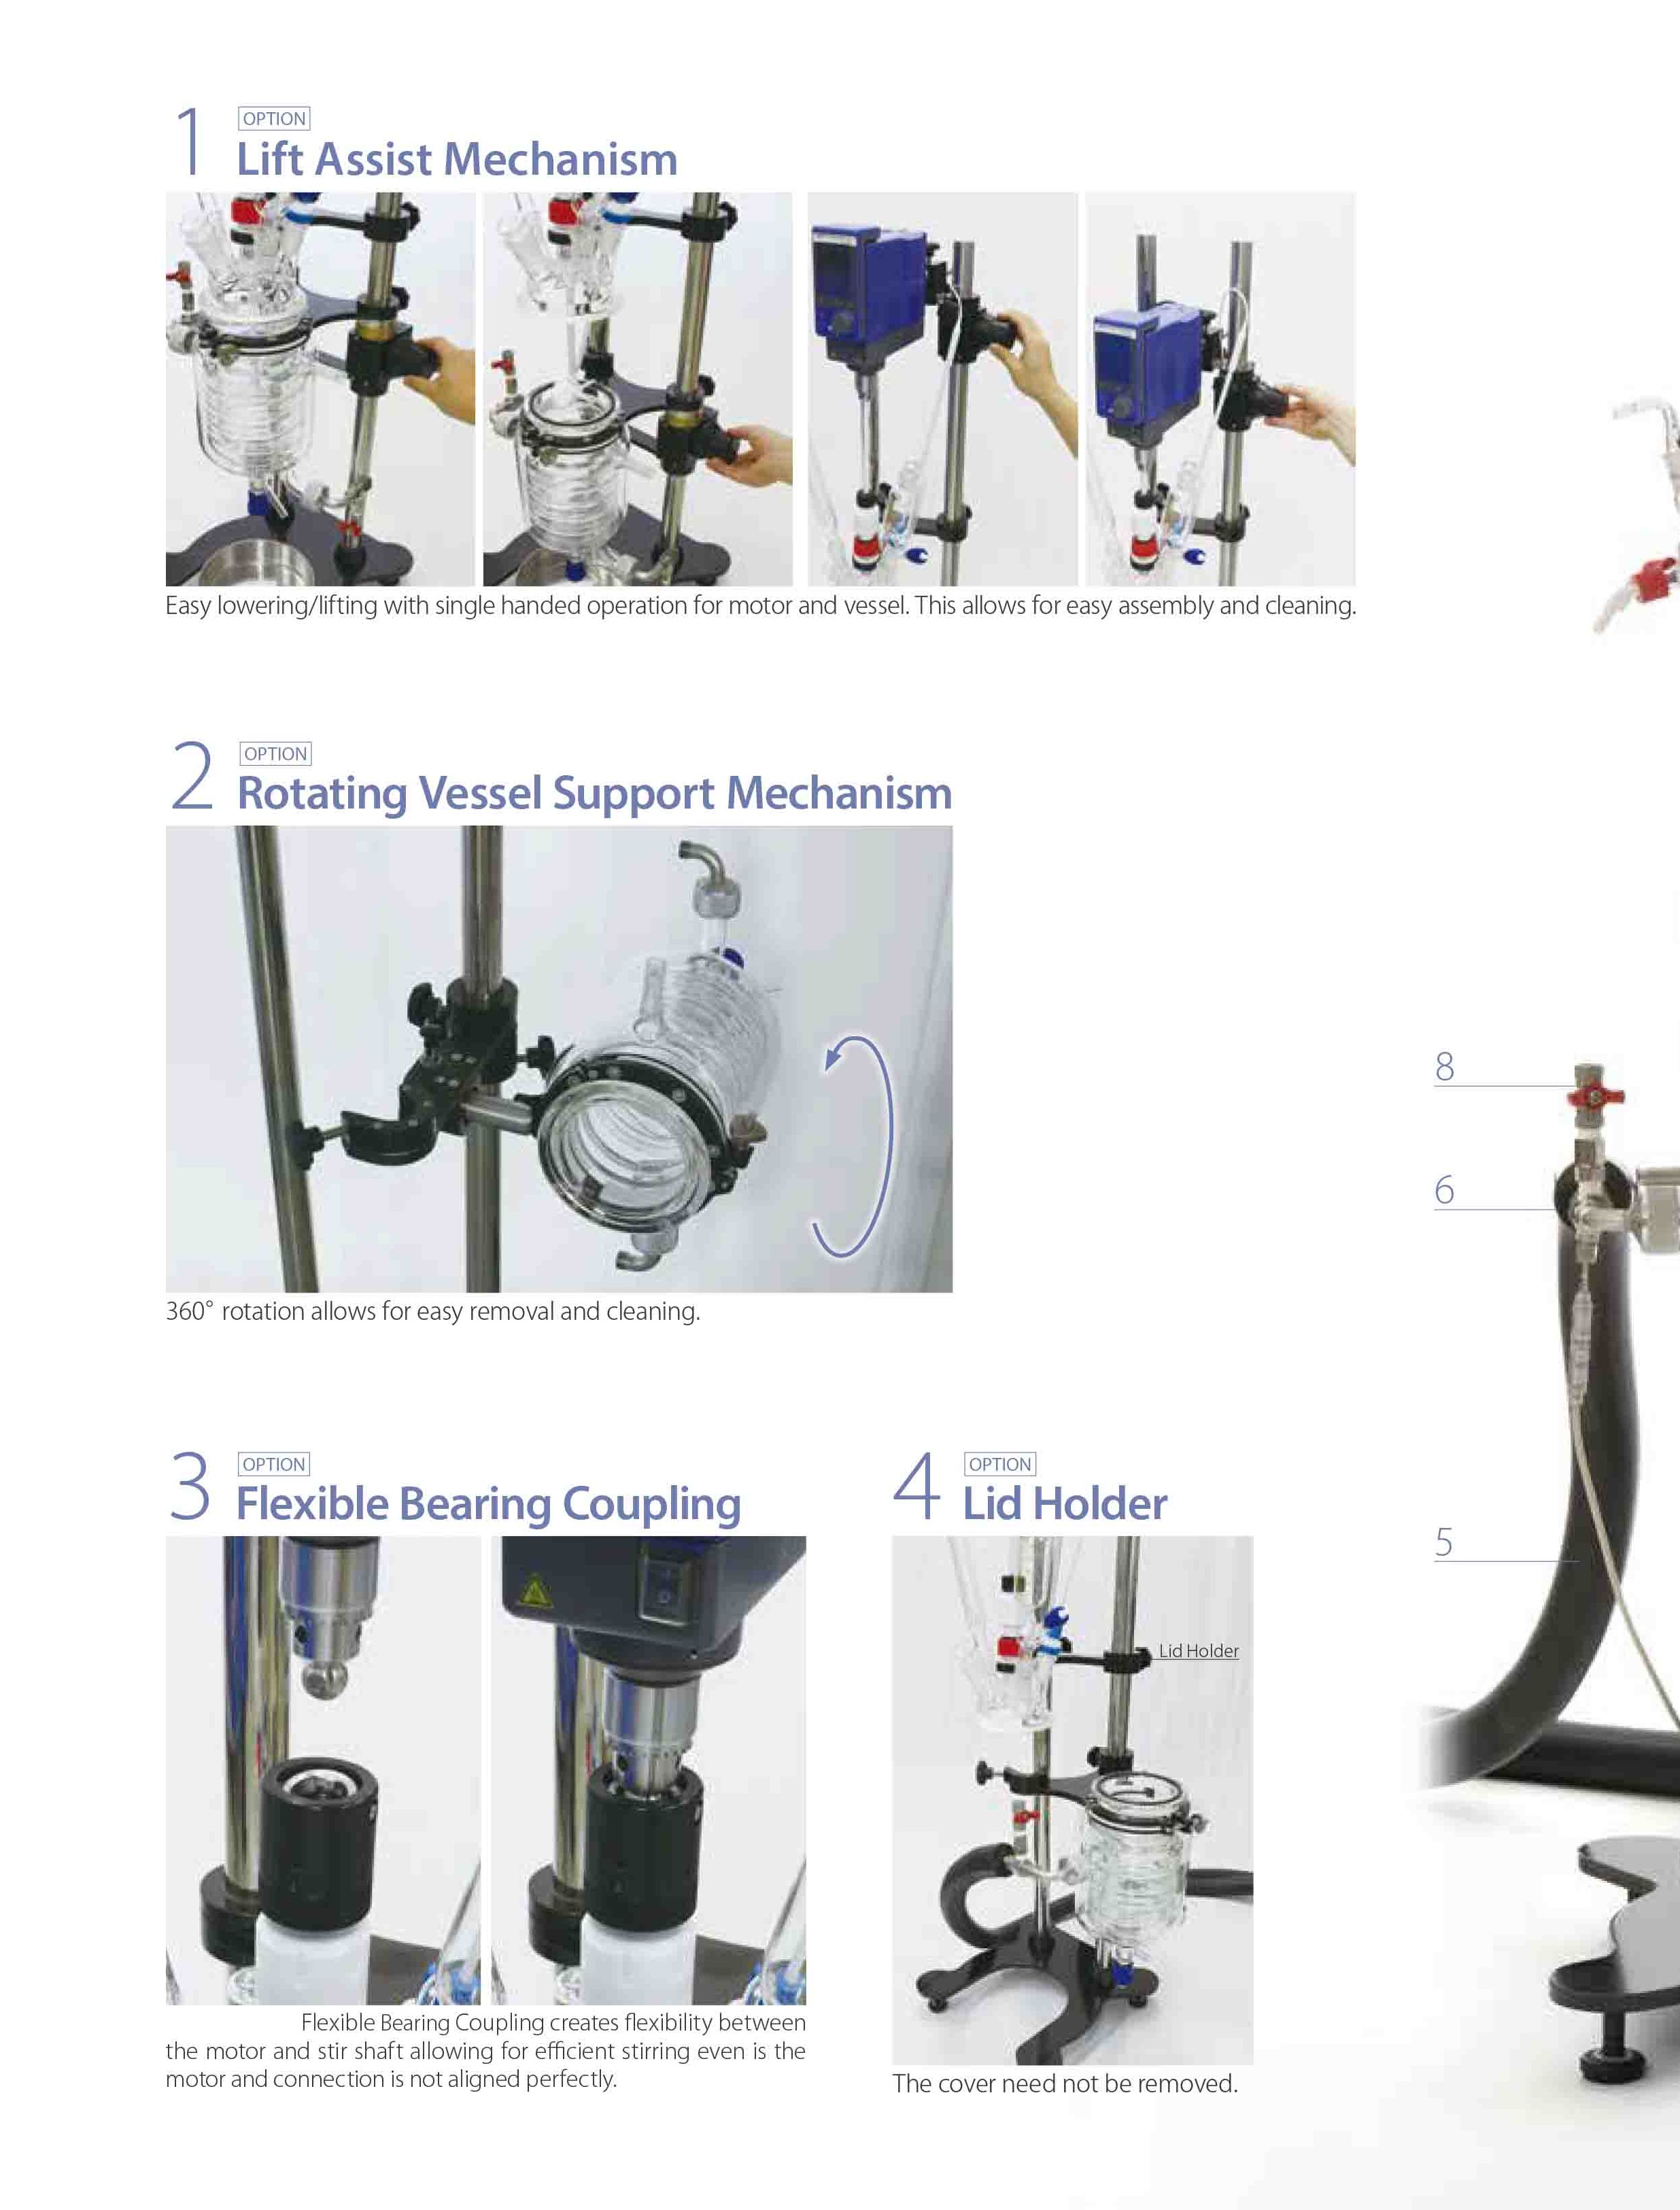 1
OPTION
Lift Assist Mechanism
Easy lowering/lifting with single handed operation for motor and vessel. This allows for easy assembly and cleaning.
2
OPTION
Rotating Vessel Support Mechanism
360° rotation allows for easy removal and cleaning.
3
OPTION
Flexible Bearing Coupling
Flexible Bearing Coupling creates flexibility between
the motor and stir shaft allowing for efficient stirring even is the
motor and connection is not aligned perfectly.
4
OPTION
Lid Holder
Lid Holder
The cover need not be removed.
8
6
5